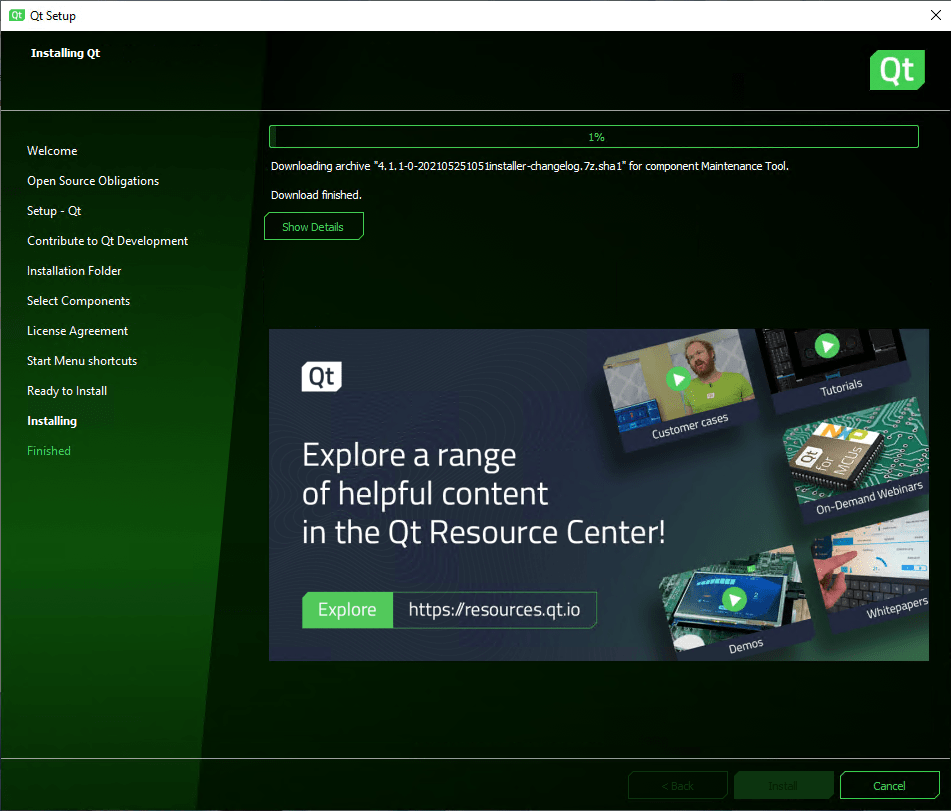 Qt Qt Setup
Installing Qt
Qt
Welcome
Open Source Obligations
Setup - Qt
Contribute to Qt Development
Installation Folder
Select Components
License Agreement
Start Menu shortcuts
Ready to Install
Installing
Finished
1%
Downloading archive "4.1.1-0-202105251051installer-changelog.7z.sha1" for component Maintenance Tool.
Download finished.
Show Details
Qt
Explore a range
of helpful content
in the Qt Resource Center!
Explore https://resources.qt.io
Customer cases
Tutorials
Qt
for
MCUs
On-Demand Webinars
Whitepapers
Demos
< Back
Install
Cancel